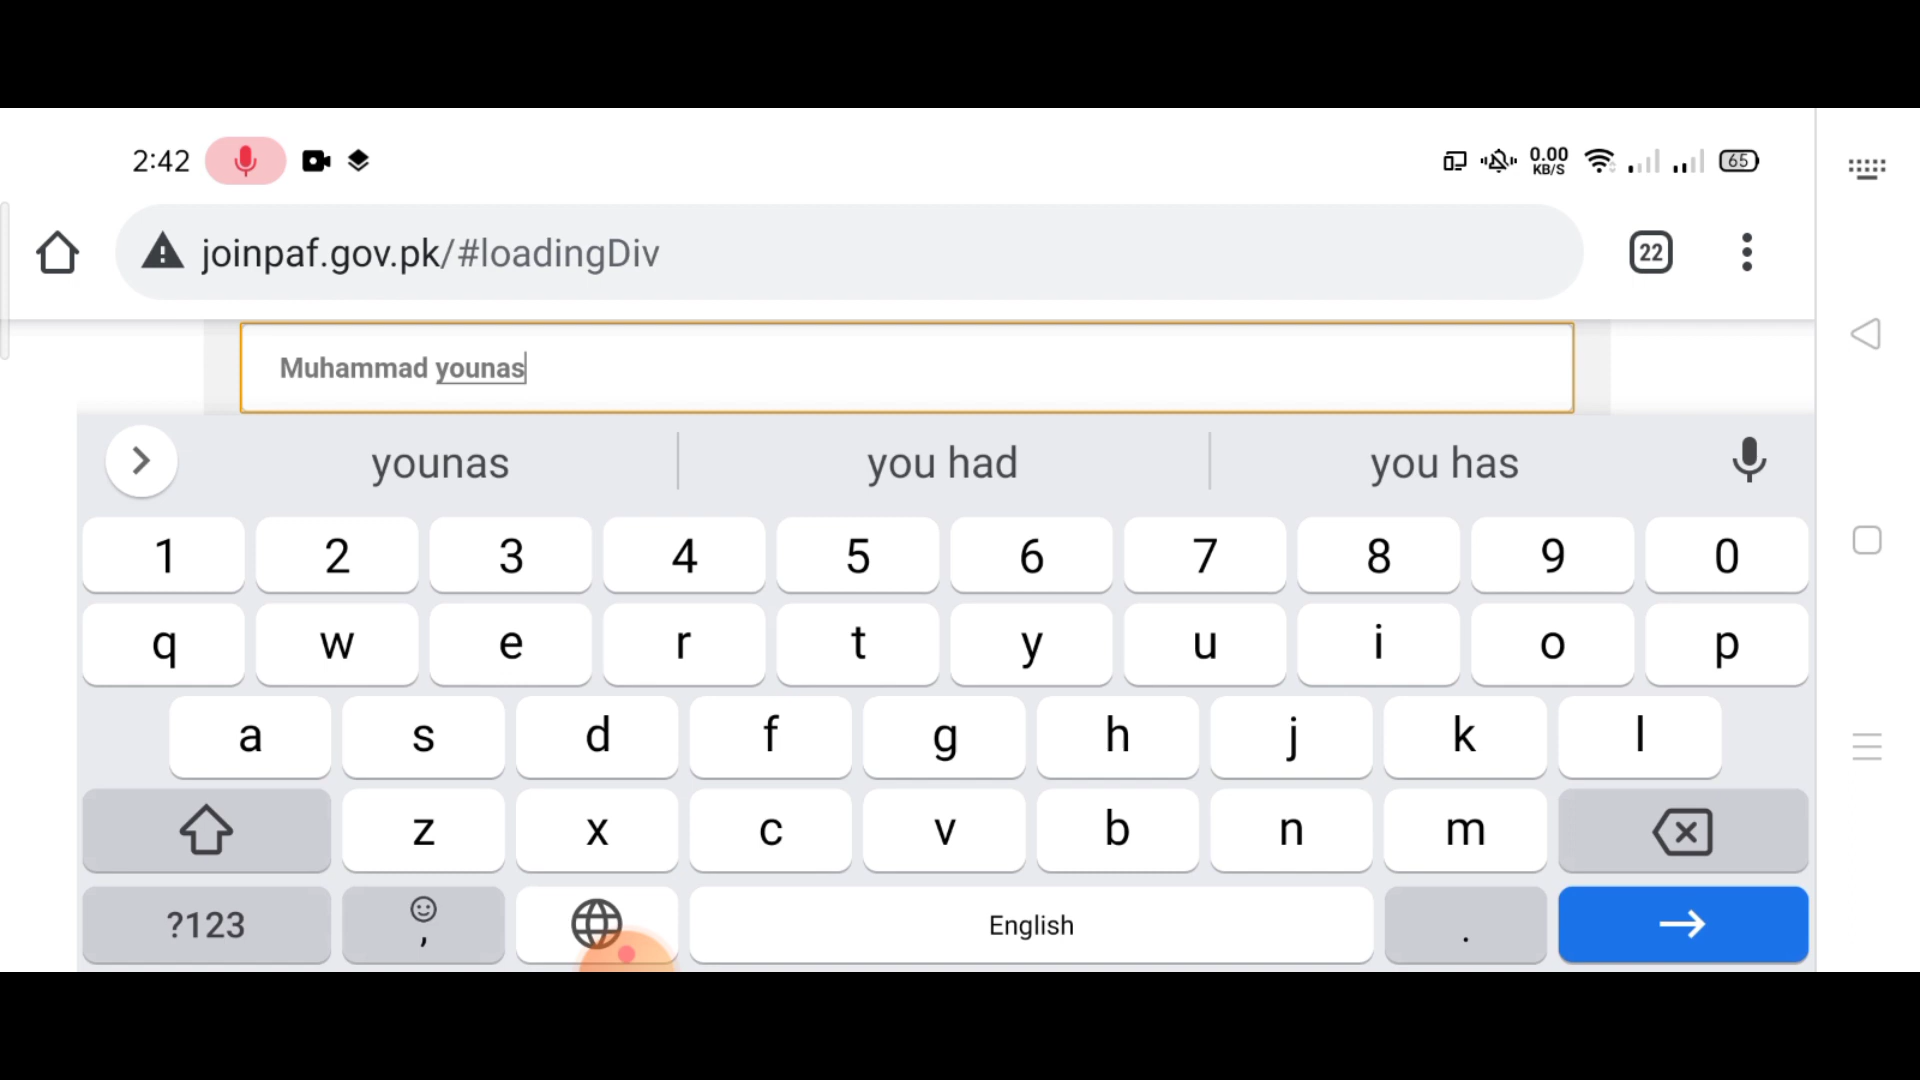 2:42 0.00 KB/S 65
joinpaf.gov.pk/#loadingDiv 22
Muhammad younas
younas you had you has
1 2 3 4 5 6 7 8 9 0
q w e r t y u i o p
a s d f g h j k l
z x c v b n m
?123 , English .